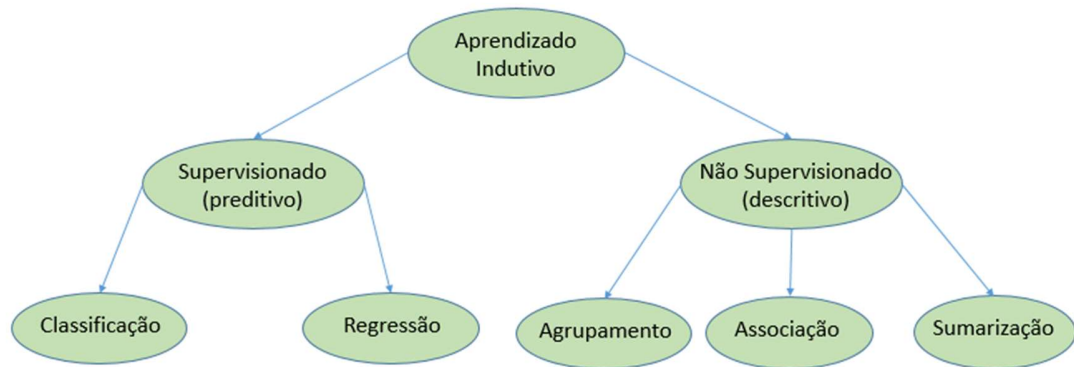 Aprendizado
Indutivo
Supervisionado
(preditivo)
Não Supervisionado
(descritivo)
Classificação
Regressão
Agrupamento
Associação
Sumarização